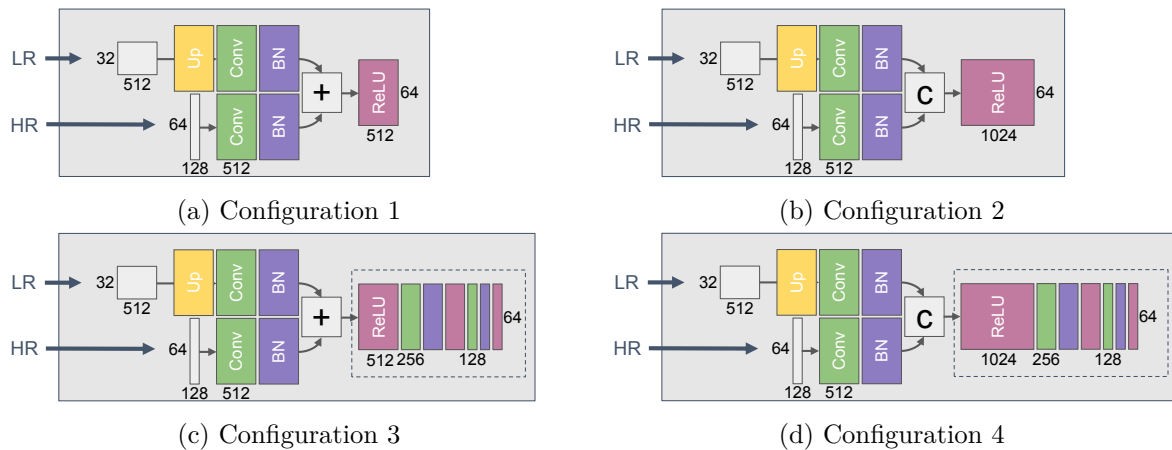 LR
32
512
Up
Conv
BN
+
ReLU
64
512
HR
64
128
Conv
512
BN
(a) Configuration 1
LR
32
512
Up
Conv
BN
C
ReLU
64
1024
HR
64
128
Conv
512
BN
(b) Configuration 2
LR
32
512
Up
Conv
BN
+
ReLU
64
512 256 128
HR
64
128
Conv
512
BN
(c) Configuration 3
LR
32
512
Up
Conv
BN
C
ReLU
64
1024 256 128
HR
64
128
Conv
512
BN
(d) Configuration 4